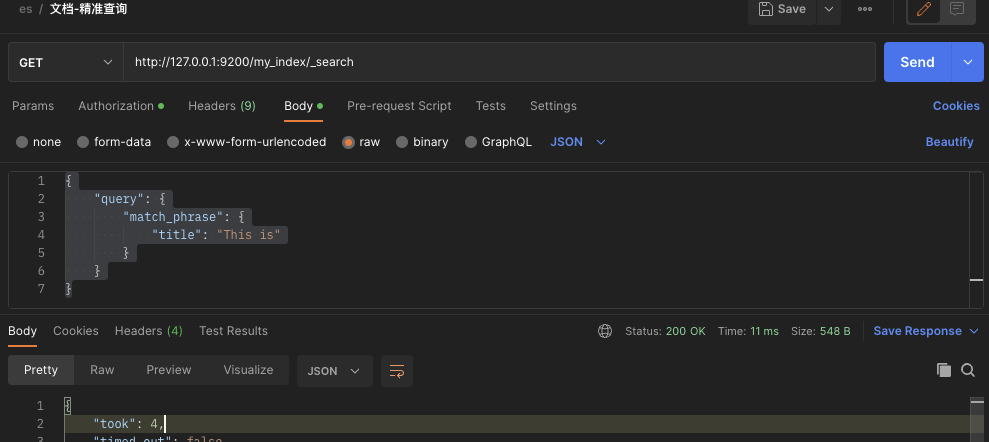 es / 文档-精准查询
Save
GET http://127.0.0.1:9200/my_index/_search Send
Params Authorization Headers (9) Body Pre-request Script Tests Settings Cookies
none form-data x-www-form-urlencoded raw binary GraphQL JSON Beautify
1 {
2 "query": {
3 "match_phrase": {
4 "title": "This is"
5 }
6 }
7 }
Body Cookies Headers (4) Test Results Status: 200 OK Time: 11 ms Size: 548 B Save Response
Pretty Raw Preview Visualize JSON
1 {
2 "took": 4,
3 "timed_out": false,